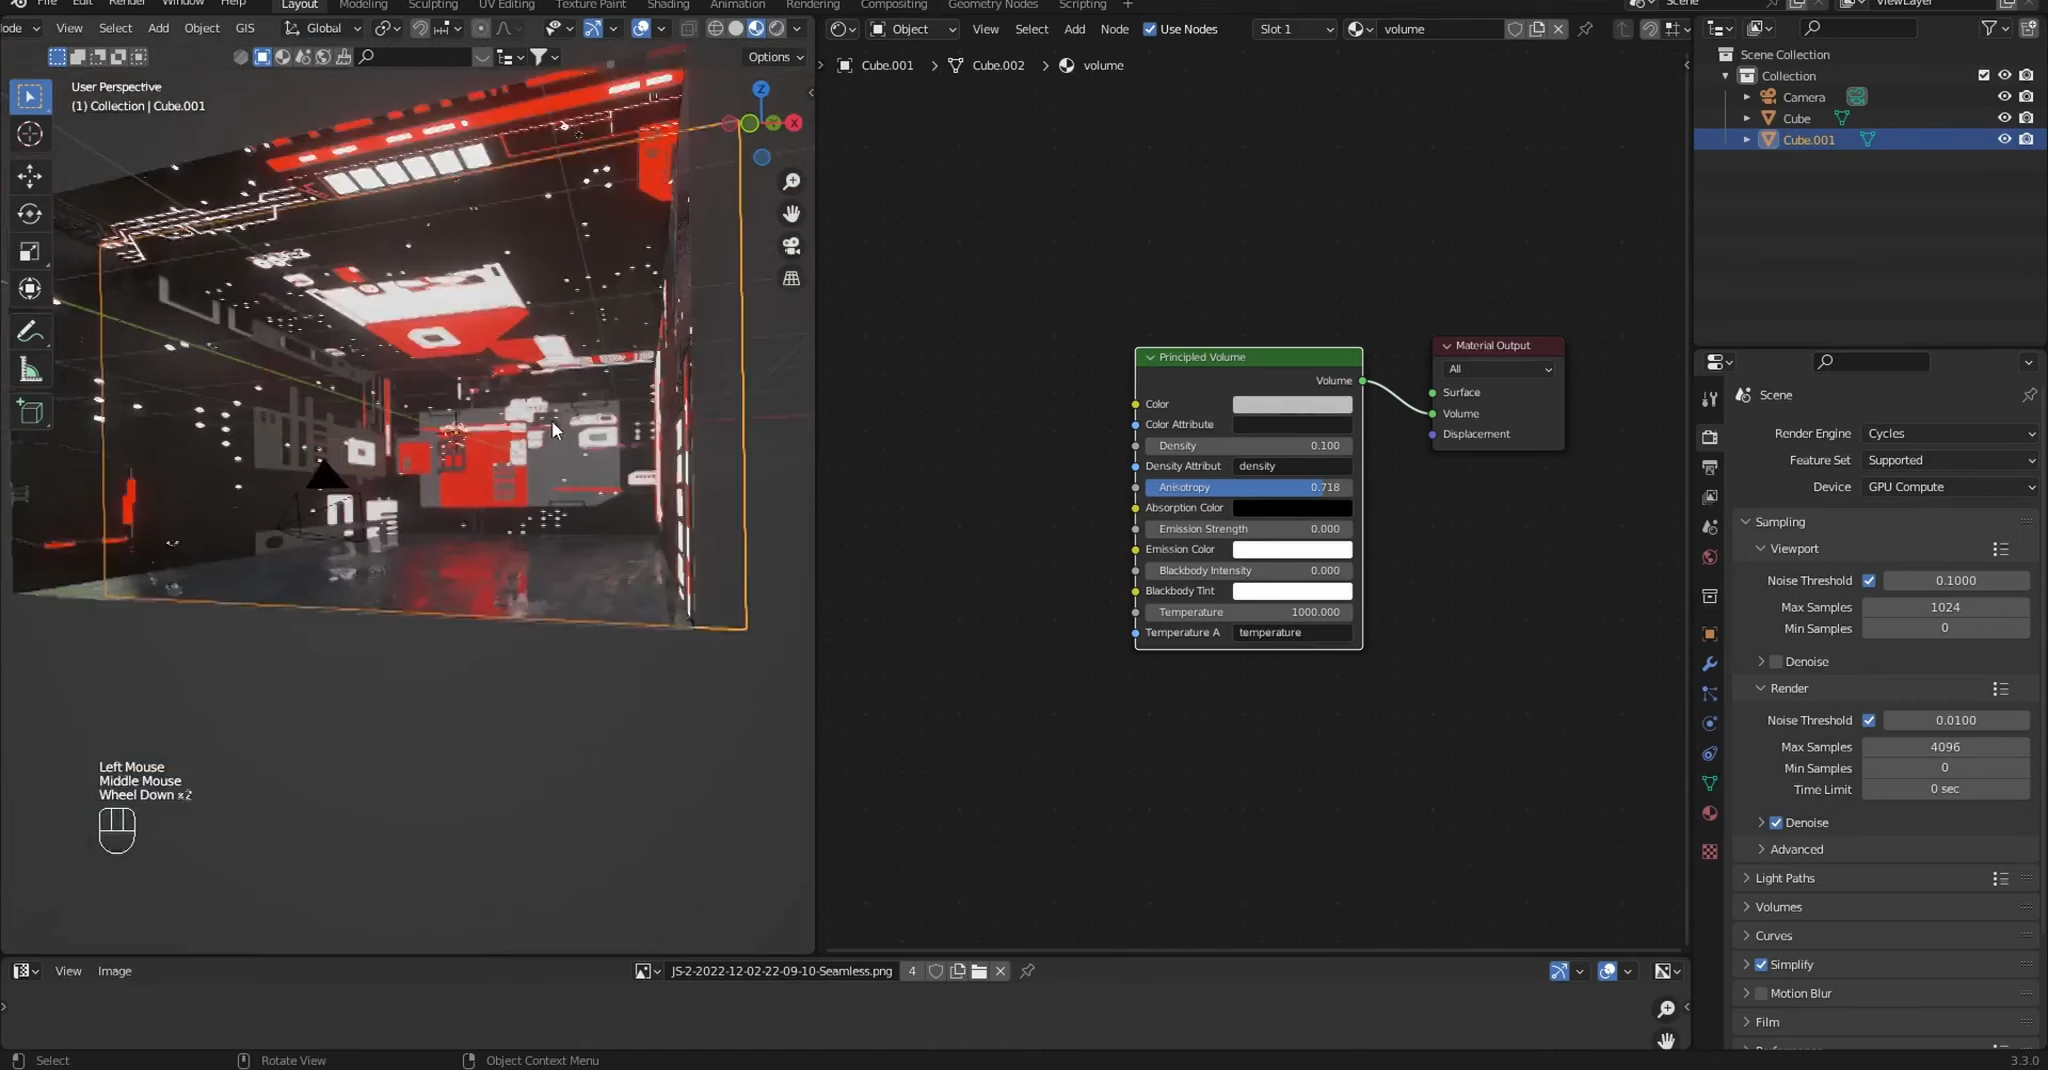 File Edit Render Window Help Layout Modeling Sculpting UV Editing Texture Paint Shading Animation Rendering Compositing Geometry Nodes Scripting + Scene ViewLayer
View Select Add Object GIS Global
Object View Select Add Node Use Nodes Slot 1 volume
Options
Cube.001 > Cube.002 > volume
User Perspective
(1) Collection | Cube.001
Z
X
Scene Collection
Collection
Camera
Cube
Cube.001
Principled Volume
Volume
Color
Color Attribute
Density 0.100
Density Attribut density
Anisotropy 0.718
Absorption Color
Emission Strength 0.000
Emission Color
Blackbody Intensity 0.000
Blackbody Tint
Temperature 1000.000
Temperature A temperature
Material Output
All
Surface
Volume
Displacement
Scene
Render Engine Cycles
Feature Set Supported
Device GPU Compute
Sampling
Viewport
Noise Threshold 0.1000
Max Samples 1024
Min Samples 0
Denoise
Render
Noise Threshold 0.0100
Max Samples 4096
Min Samples 0
Time Limit 0 sec
Denoise
Advanced
Light Paths
Volumes
Curves
Simplify
Motion Blur
Film
Left Mouse
Middle Mouse
Wheel Down x2
View Image JS-2-2022-12-02-22-09-10-Seamless.png 4
Select Rotate View Object Context Menu 3.3.0